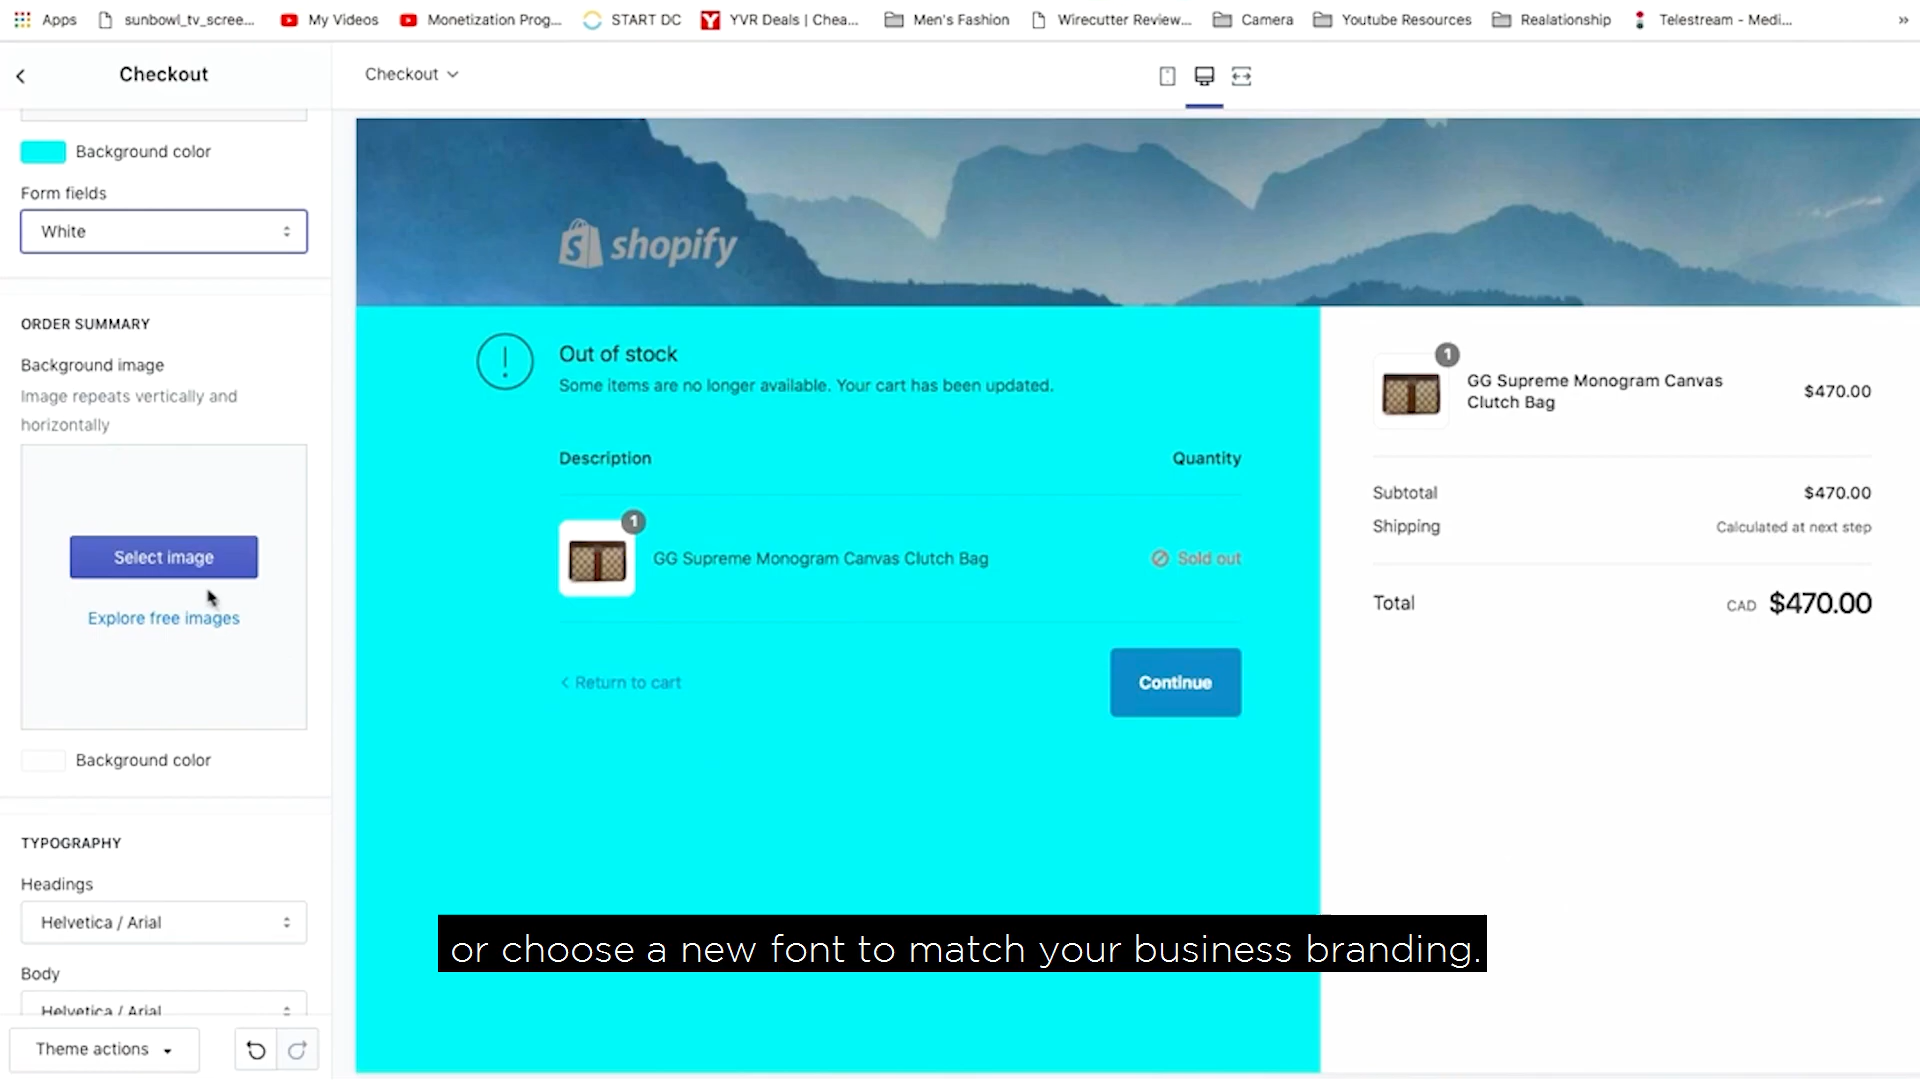 Apps
sunbowl_tv_scree...
My Videos
Monetization Prog...
START DC
YVR Deals | Chea...
Men's Fashion
Wirecutter Review...
Camera
Youtube Resources
Realationship
Telestream - Medi...
»
Checkout
Checkout
Background color
Form fields
White
ORDER SUMMARY
Background image
Image repeats vertically and
horizontally
Select image
Explore free images
Background color
TYPOGRAPHY
Headings
Helvetica / Arial
Body
Helvetica / Arial
Theme actions
shopify
Out of stock
Some items are no longer available. Your cart has been updated.
Description
Quantity
1
GG Supreme Monogram Canvas Clutch Bag
Sold out
< Return to cart
Continue
1
GG Supreme Monogram Canvas
Clutch Bag
$470.00
Subtotal
$470.00
Shipping
Calculated at next step
Total
CAD $470.00
or choose a new font to match your business branding.